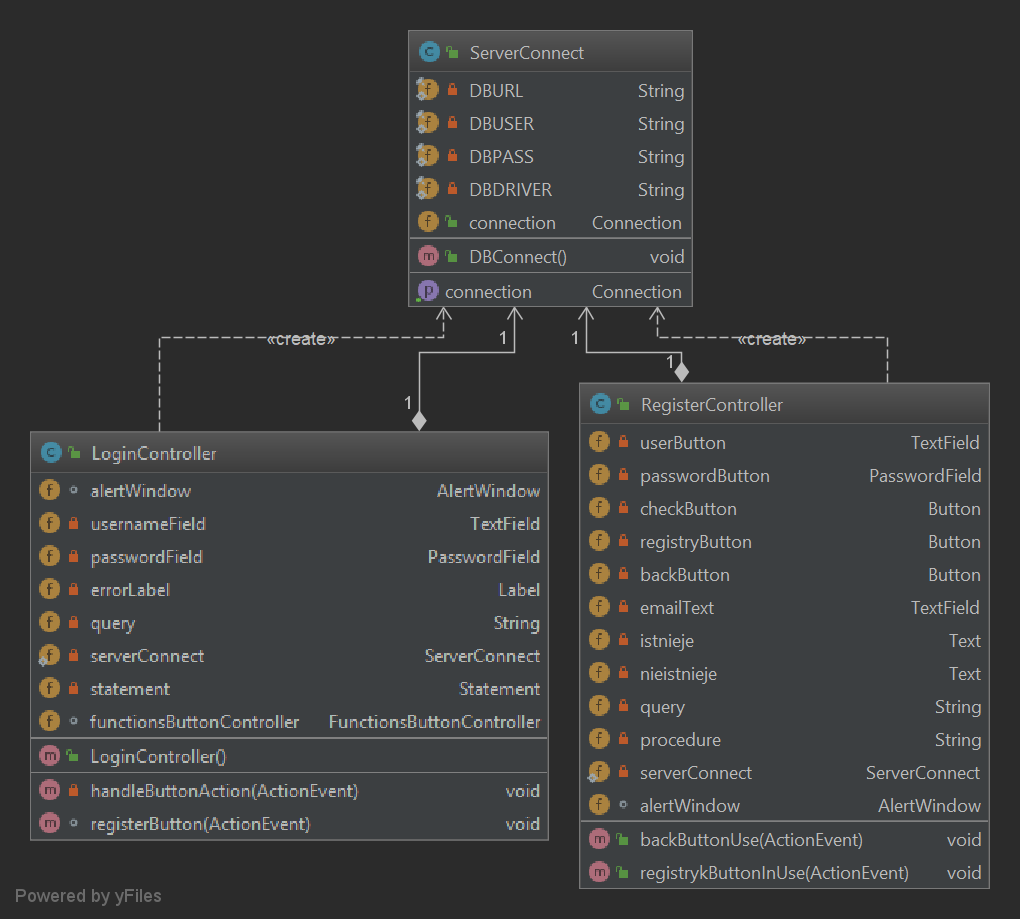 ServerConnect
DBURL String
DBUSER String
DBPASS String
DBDRIVER String
connection Connection
DBConnect() void
connection Connection
«create»
1
1
«create»
1
1
LoginController
alertWindow AlertWindow
usernameField TextField
passwordField PasswordField
errorLabel Label
query String
serverConnect ServerConnect
statement Statement
functionsButtonController FunctionsButtonController
LoginController()
handleButtonAction(ActionEvent) void
registerButton(ActionEvent) void
RegisterController
userButton TextField
passwordButton PasswordField
checkButton Button
registryButton Button
backButton Button
emailText TextField
istnieje Text
nieistnieje Text
query String
procedure String
serverConnect ServerConnect
alertWindow AlertWindow
backButtonUse(ActionEvent) void
registrykButtonInUse(ActionEvent) void
Powered by yFiles